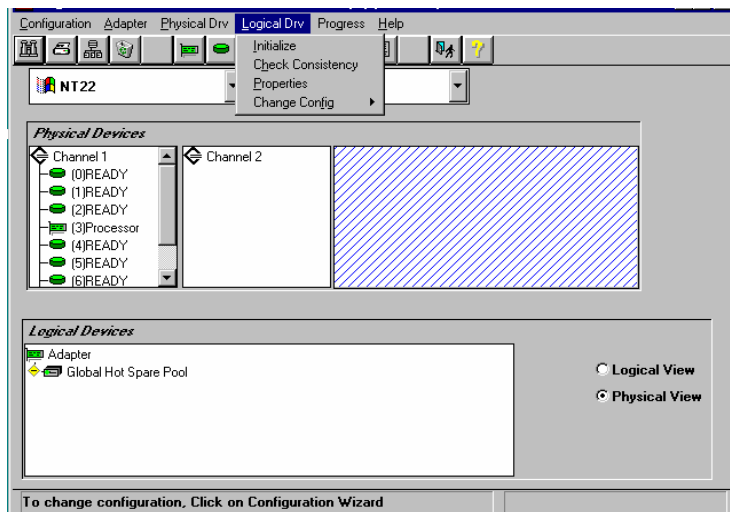 Configuration Adapter Physical Drv Logical Drv Progress Help
Initialize
Check Consistency
Properties
Change Config
NT22
Physical Devices
Channel 1
(0)READY
(1)READY
(2)READY
(3)Processor
(4)READY
(5)READY
(6)READY
Channel 2
Logical Devices
Adapter
Global Hot Spare Pool
Logical View
Physical View
To change configuration, Click on Configuration Wizard